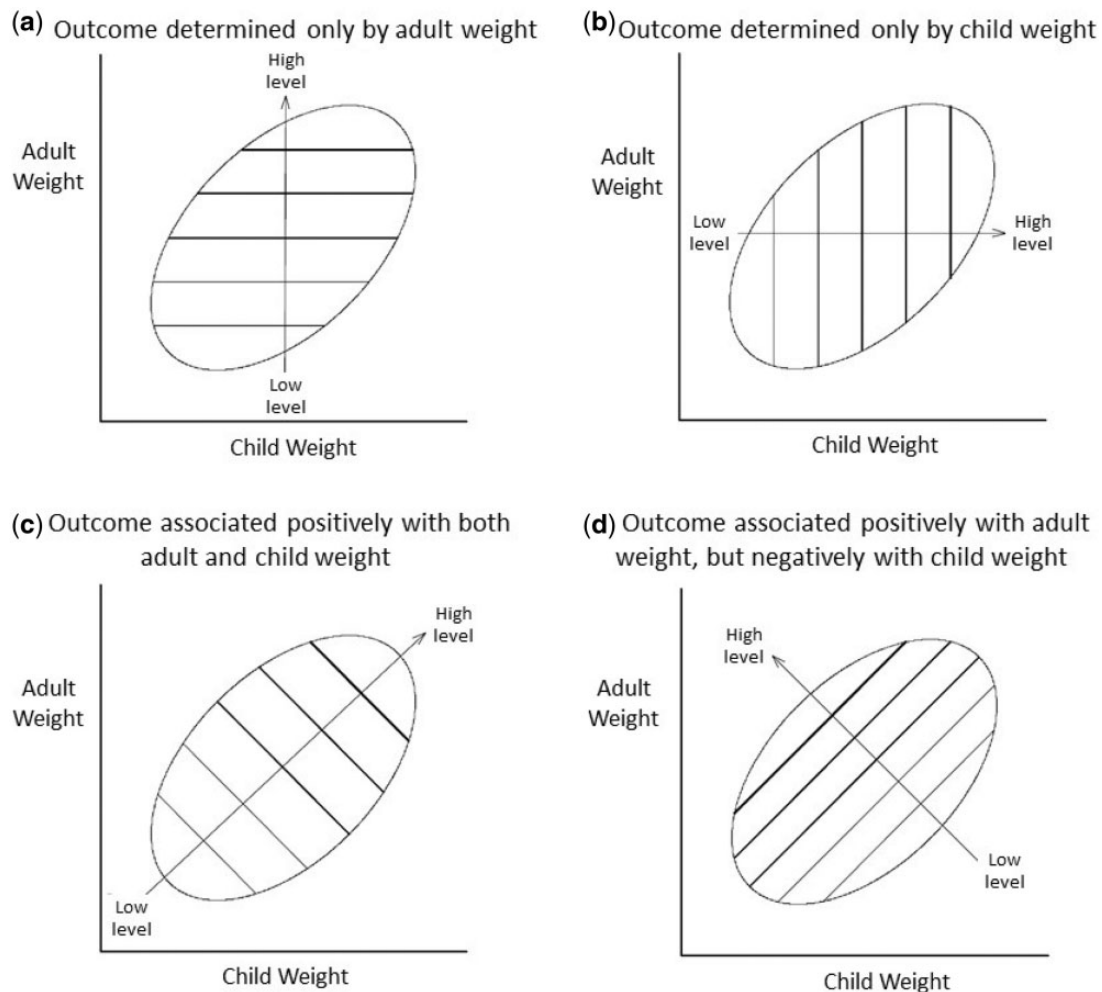 (a) Outcome determined only by adult weight
High
level
Adult
Weight
Low
level
Child Weight
(b) Outcome determined only by child weight
Adult
Weight
Low
level
High
level
Child Weight
(c) Outcome associated positively with both
adult and child weight
High
level
Adult
Weight
Low
level
Child Weight
(d) Outcome associated positively with adult
weight, but negatively with child weight
High
level
Adult
Weight
Low
level
Child Weight